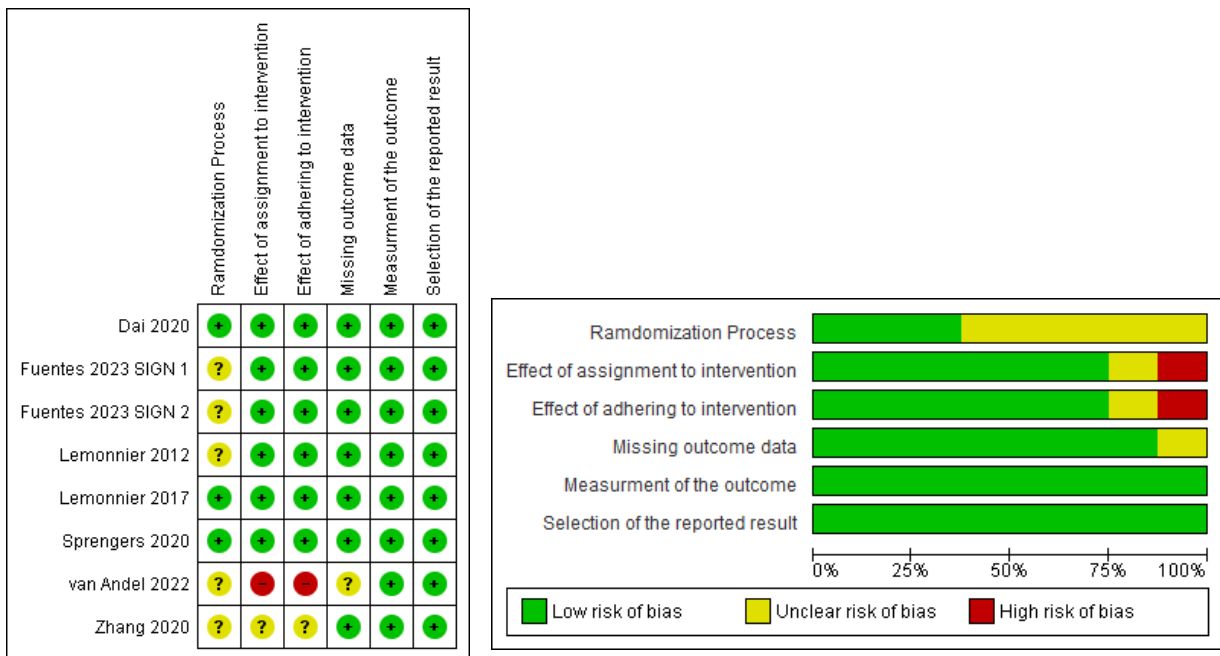 Ramdomization Process
Effect of assignment to intervention
Effect of adhering to intervention
Missing outcome data
Measurment of the outcome
Selection of the reported result
Dai 2020 + + + + + +
Fuentes 2023 SIGN 1 ? + + + + +
Fuentes 2023 SIGN 2 ? + + + + +
Lemonnier 2012 ? + + + + +
Lemonnier 2017 + + + + + +
Sprengers 2020 + + + + + +
van Andel 2022 ? - - ? + +
Zhang 2020 ? ? ? + + +
Ramdomization Process
Effect of assignment to intervention
Effect of adhering to intervention
Missing outcome data
Measurment of the outcome
Selection of the reported result
0% 25% 50% 75% 100%
Low risk of bias Unclear risk of bias High risk of bias